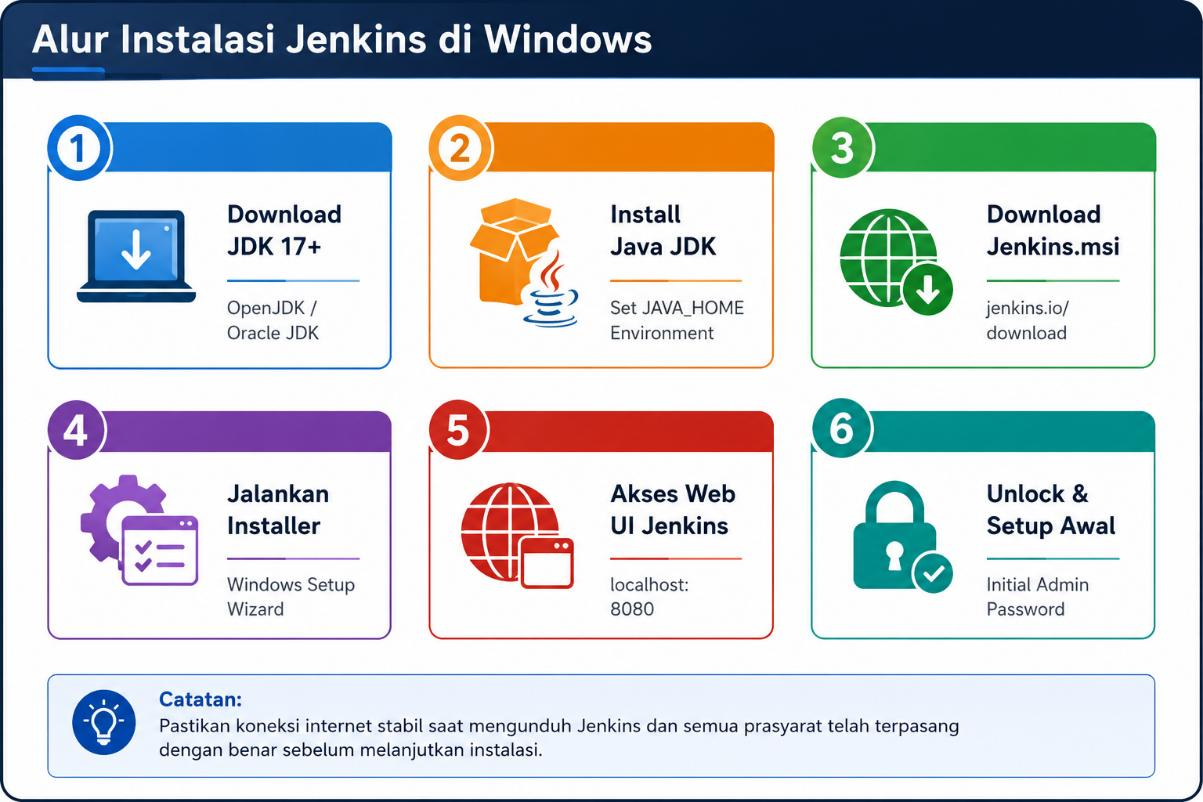 Alur Instalasi Jenkins di Windows
1
Download
JDK 17+
OpenJDK /
Oracle JDK
2
Install
Java JDK
Set JAVA_HOME
Environment
3
Download
Jenkins.msi
jenkins.io/
download
4
Jalankan
Installer
Windows Setup
Wizard
5
Akses Web
UI Jenkins
localhost:
8080
6
Unlock &
Setup Awal
Initial Admin
Password
Catatan:
Pastikan koneksi internet stabil saat mengunduh Jenkins dan semua prasyarat telah terpasang
dengan benar sebelum melanjutkan instalasi.